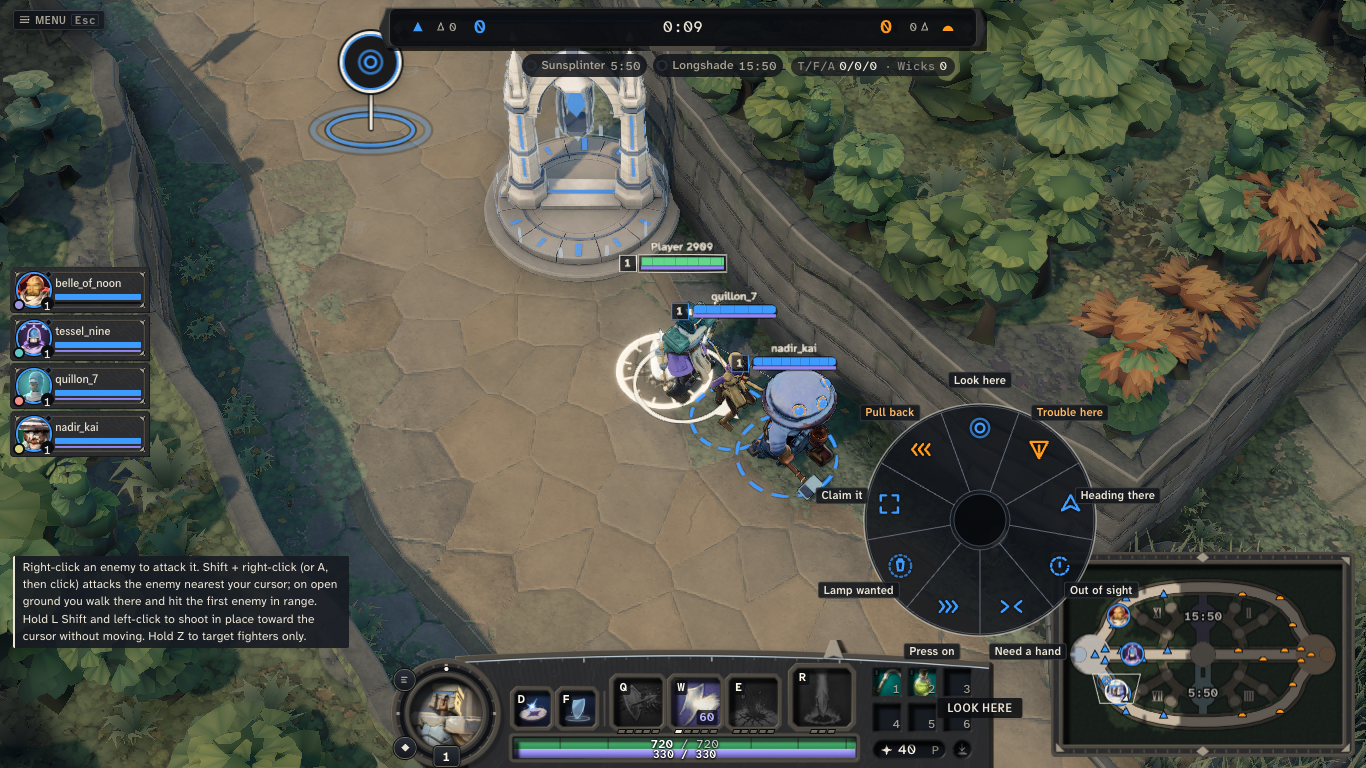 MENU Esc
Δ 0 0 0:09 0 0 Δ
Sunsplinter 5:50 Longshade 15:50 T/F/A 0/0/0 · Wicks 0
Player 2909
1
quillon_7
1
nadir_kai
1
belle_of_noon
1
tessel_nine
1
quillon_7
1
nadir_kai
1
Look here
Pull back
Trouble here
Claim it
Heading there
Lamp wanted
Out of sight
Press on
Need a hand
Right-click an enemy to attack it. Shift + right-click (or A,
then click) attacks the enemy nearest your cursor; on open
ground you walk there and hit the first enemy in range.
Hold L Shift and left-click to shoot in place toward the
cursor without moving. Hold Z to target fighters only.
D F Q W E R
60
1 2 3
LOOK HERE
4 5 6
720 / 720
330 / 330
40 P
1
XI II
15:50
5:50
VII III